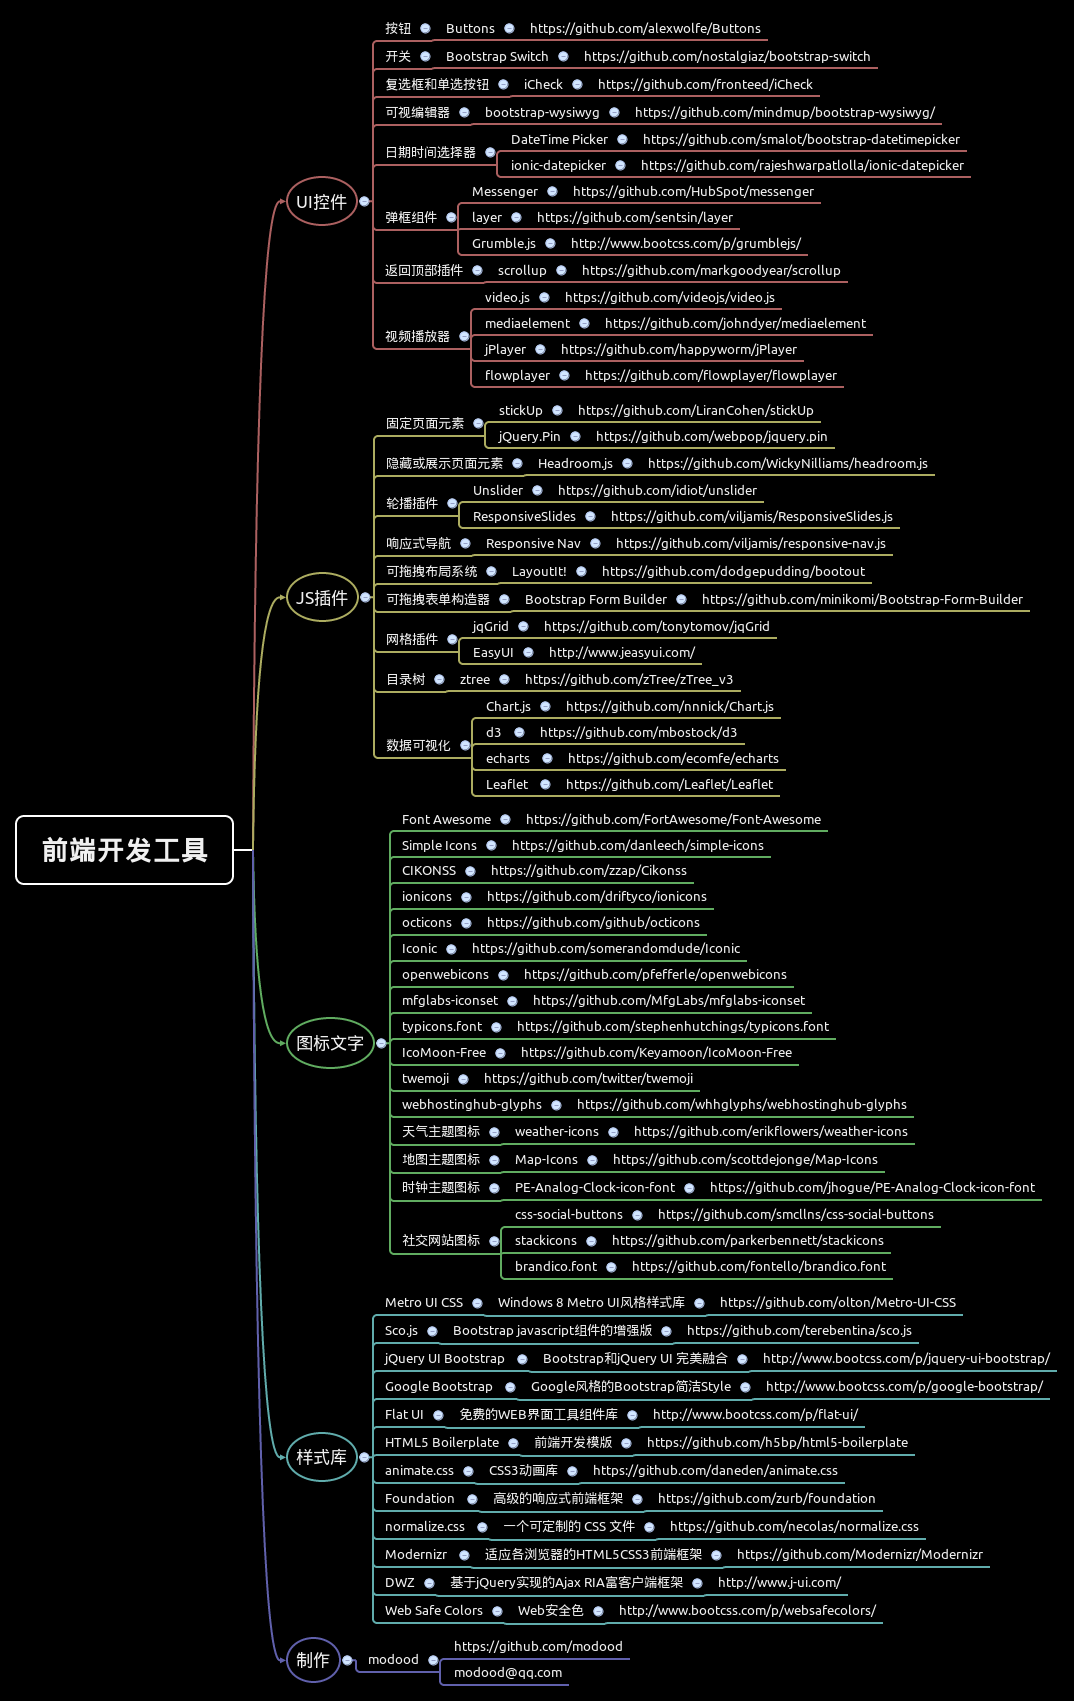 前端开发工具
UI控件
按钮 Buttons https://github.com/alexwolfe/Buttons
开关 Bootstrap Switch https://github.com/nostalgiaz/bootstrap-switch
复选框和单选按钮 iCheck https://github.com/fronteed/iCheck
可视编辑器 bootstrap-wysiwyg https://github.com/mindmup/bootstrap-wysiwyg/
日期时间选择器
DateTime Picker https://github.com/smalot/bootstrap-datetimepicker
ionic-datepicker https://github.com/rajeshwarpatlolla/ionic-datepicker
弹框组件
Messenger https://github.com/HubSpot/messenger
layer https://github.com/sentsin/layer
Grumble.js http://www.bootcss.com/p/grumblejs/
返回顶部插件 scrollup https://github.com/markgoodyear/scrollup
视频播放器
video.js https://github.com/videojs/video.js
mediaelement https://github.com/johndyer/mediaelement
jPlayer https://github.com/happyworm/jPlayer
flowplayer https://github.com/flowplayer/flowplayer
JS插件
固定页面元素
stickUp https://github.com/LiranCohen/stickUp
jQuery.Pin https://github.com/webpop/jquery.pin
隐藏或展示页面元素 Headroom.js https://github.com/WickyNilliams/headroom.js
轮播插件
Unslider https://github.com/idiot/unslider
ResponsiveSlides https://github.com/viljamis/ResponsiveSlides.js
响应式导航 Responsive Nav https://github.com/viljamis/responsive-nav.js
可拖拽布局系统 LayoutIt! https://github.com/dodgepudding/bootout
可拖拽表单构造器 Bootstrap Form Builder https://github.com/minikomi/Bootstrap-Form-Builder
网格插件
jqGrid https://github.com/tonytomov/jqGrid
EasyUI http://www.jeasyui.com/
目录树 ztree https://github.com/zTree/zTree_v3
数据可视化
Chart.js https://github.com/nnnick/Chart.js
d3 https://github.com/mbostock/d3
echarts https://github.com/ecomfe/echarts
Leaflet https://github.com/Leaflet/Leaflet
图标文字
Font Awesome https://github.com/FortAwesome/Font-Awesome
Simple Icons https://github.com/danleech/simple-icons
CIKONSS https://github.com/zzap/Cikonss
ionicons https://github.com/driftyco/ionicons
octicons https://github.com/github/octicons
Iconic https://github.com/somerandomdude/Iconic
openwebicons https://github.com/pfefferle/openwebicons
mfglabs-iconset https://github.com/MfgLabs/mfglabs-iconset
typicons.font https://github.com/stephenhutchings/typicons.font
IcoMoon-Free https://github.com/Keyamoon/IcoMoon-Free
twemoji https://github.com/twitter/twemoji
webhostinghub-glyphs https://github.com/whhglyphs/webhostinghub-glyphs
天气主题图标 weather-icons https://github.com/erikflowers/weather-icons
地图主题图标 Map-Icons https://github.com/scottdejonge/Map-Icons
时钟主题图标 PE-Analog-Clock-icon-font https://github.com/jhogue/PE-Analog-Clock-icon-font
社交网站图标
css-social-buttons https://github.com/smcllns/css-social-buttons
stackicons https://github.com/parkerbennett/stackicons
brandico.font https://github.com/fontello/brandico.font
样式库
Metro UI CSS Windows 8 Metro UI风格样式库 https://github.com/olton/Metro-UI-CSS
Sco.js Bootstrap javascript组件的增强版 https://github.com/terebentina/sco.js
jQuery UI Bootstrap Bootstrap和jQuery UI 完美融合 http://www.bootcss.com/p/jquery-ui-bootstrap/
Google Bootstrap Google风格的Bootstrap简洁Style http://www.bootcss.com/p/google-bootstrap/
Flat UI 免费的WEB界面工具组件库 http://www.bootcss.com/p/flat-ui/
HTML5 Boilerplate 前端开发模版 https://github.com/h5bp/html5-boilerplate
animate.css CSS3动画库 https://github.com/daneden/animate.css
Foundation 高级的响应式前端框架 https://github.com/zurb/foundation
normalize.css 一个可定制的 CSS 文件 https://github.com/necolas/normalize.css
Modernizr 适应各浏览器的HTML5CSS3前端框架 https://github.com/Modernizr/Modernizr
DWZ 基于jQuery实现的Ajax RIA富客户端框架 http://www.j-ui.com/
Web Safe Colors Web安全色 http://www.bootcss.com/p/websafecolors/
制作
modood
https://github.com/modood
modood@qq.com